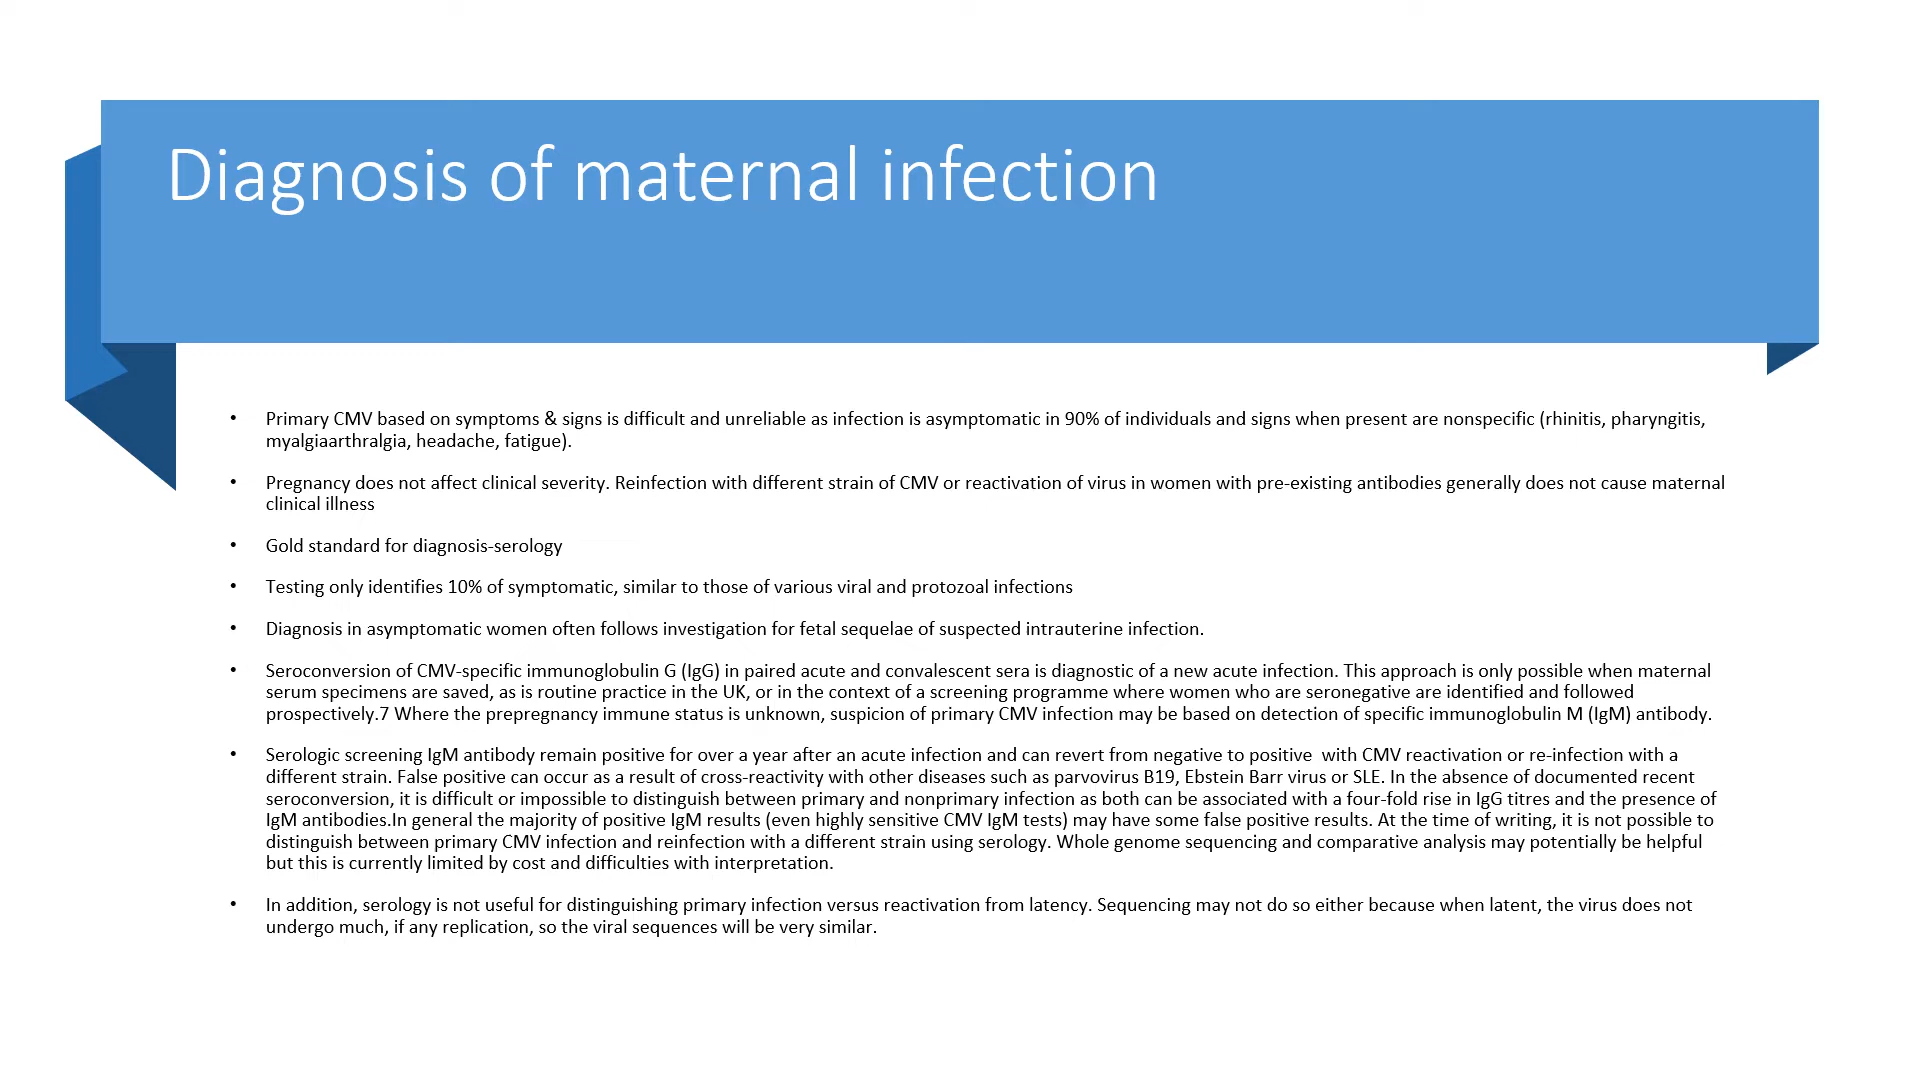 Diagnosis of maternal infection
• Primary CMV based on symptoms & signs is difficult and unreliable as infection is asymptomatic in 90% of individuals and signs when present are nonspecific (rhinitis, pharyngitis,
myalgiaarthralgia, headache, fatigue).
• Pregnancy does not affect clinical severity. Reinfection with different strain of CMV or reactivation of virus in women with pre-existing antibodies generally does not cause maternal
clinical illness
• Gold standard for diagnosis-serology
• Testing only identifies 10% of symptomatic, similar to those of various viral and protozoal infections
• Diagnosis in asymptomatic women often follows investigation for fetal sequelae of suspected intrauterine infection.
• Seroconversion of CMV-specific immunoglobulin G (IgG) in paired acute and convalescent sera is diagnostic of a new acute infection. This approach is only possible when maternal
serum specimens are saved, as is routine practice in the UK, or in the context of a screening programme where women who are seronegative are identified and followed
prospectively.7 Where the prepregnancy immune status is unknown, suspicion of primary CMV infection may be based on detection of specific immunoglobulin M (IgM) antibody.
• Serologic screening IgM antibody remain positive for over a year after an acute infection and can revert from negative to positive  with CMV reactivation or re-infection with a
different strain. False positive can occur as a result of cross-reactivity with other diseases such as parvovirus B19, Ebstein Barr virus or SLE. In the absence of documented recent
seroconversion, it is difficult or impossible to distinguish between primary and nonprimary infection as both can be associated with a four-fold rise in IgG titres and the presence of
IgM antibodies.In general the majority of positive IgM results (even highly sensitive CMV IgM tests) may have some false positive results. At the time of writing, it is not possible to
distinguish between primary CMV infection and reinfection with a different strain using serology. Whole genome sequencing and comparative analysis may potentially be helpful
but this is currently limited by cost and difficulties with interpretation.
• In addition, serology is not useful for distinguishing primary infection versus reactivation from latency. Sequencing may not do so either because when latent, the virus does not
undergo much, if any replication, so the viral sequences will be very similar.